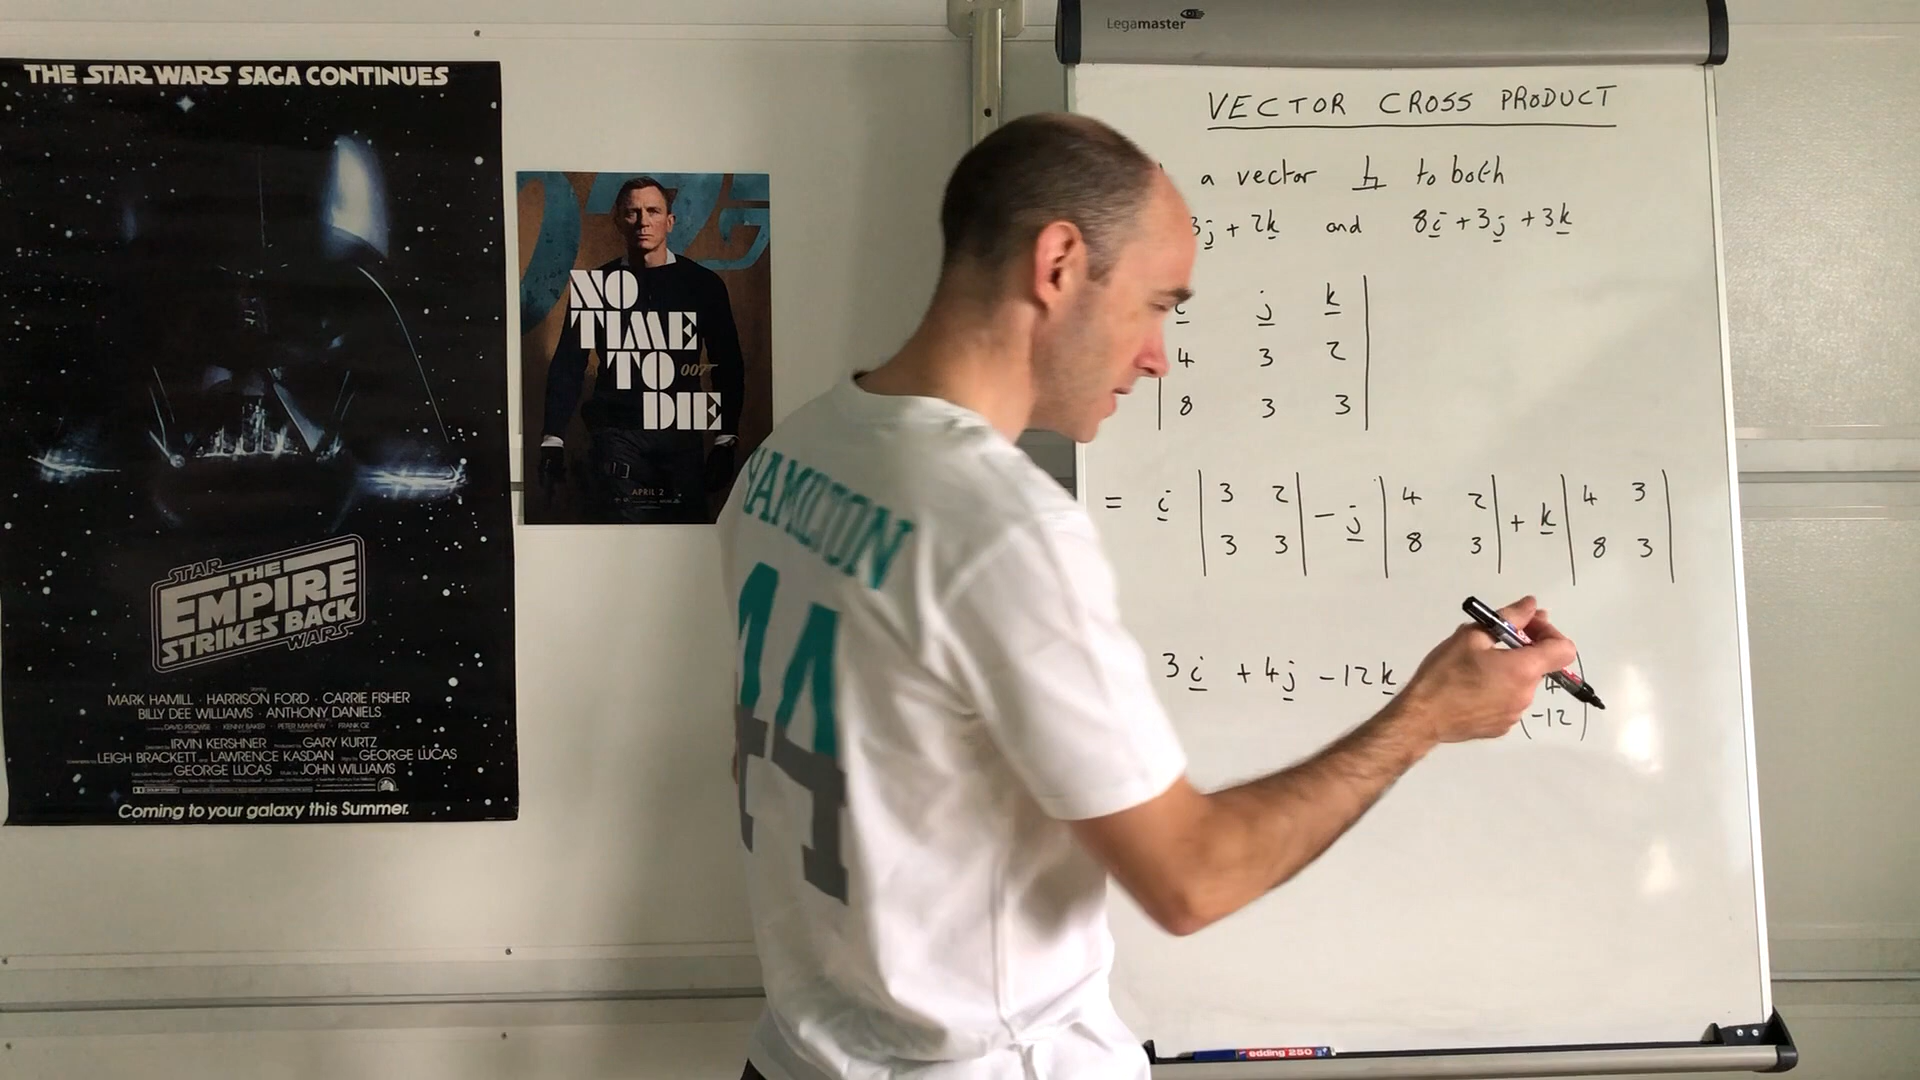 THE STAR WARS SAGA CONTINUES
STAR
THE
EMPIRE
STRIKES BACK
WARS
MARK HAMILL · HARRISON FORD · CARRIE FISHER
BILLY DEE WILLIAMS · ANTHONY DANIELS
DAVID PROWSE · KENNY BAKER · PETER MAYHEW · FRANK OZ
IRVIN KERSHNER GARY KURTZ
LEIGH BRACKETT LAWRENCE KASDAN GEORGE LUCAS
GEORGE LUCAS JOHN WILLIAMS
Coming to your galaxy this Summer.
007
NO
TIME
TO 007
DIE
APRIL 2
HAMILTON
44
Legamaster
VECTOR CROSS PRODUCT
a vector ⊥ to both
3j + 2k and 8i + 3j + 3k
i j k
4 3 2
8 3 3
= i | 3 2 | - j | 4 2 | + k | 4 3 |
3 3 8 3 8 3
3i + 4j - 12k
4
-12
edding 250